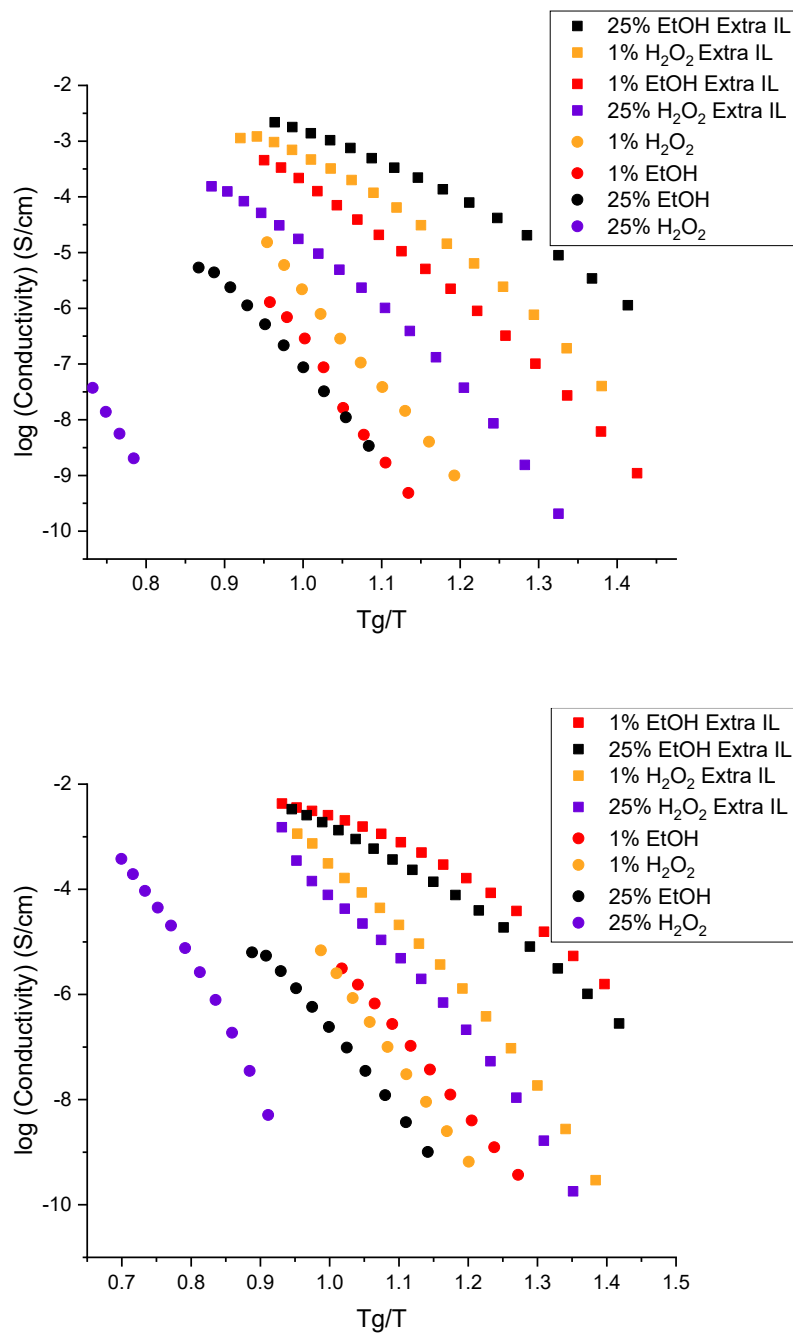 25% EtOH Extra IL
1% H₂O₂ Extra IL
1% EtOH Extra IL
25% H₂O₂ Extra IL
1% H₂O₂
1% EtOH
25% EtOH
25% H₂O₂
-2
-3
-4
-5
-6
-7
-8
-9
-10
log (Conductivity) (S/cm)
0.8 0.9 1.0 1.1 1.2 1.3 1.4
Tg/T
1% EtOH Extra IL
25% EtOH Extra IL
1% H₂O₂ Extra IL
25% H₂O₂ Extra IL
1% EtOH
1% H₂O₂
25% EtOH
25% H₂O₂
-2
-4
-6
-8
-10
log (Conductivity) (S/cm)
0.7 0.8 0.9 1.0 1.1 1.2 1.3 1.4 1.5
Tg/T